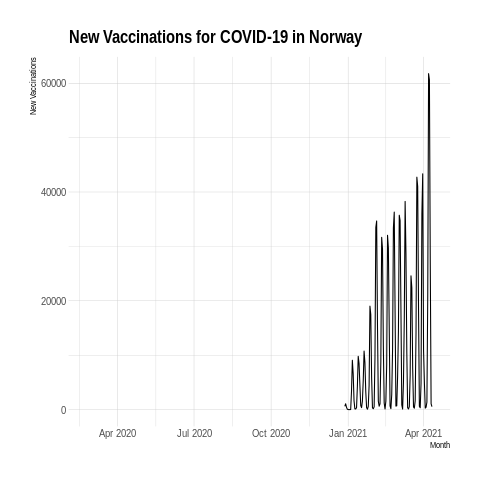 New Vaccinations for COVID-19 in Norway
New Vaccinations
60000
40000
20000
0
Apr 2020 Jul 2020 Oct 2020 Jan 2021 Apr 2021
Month